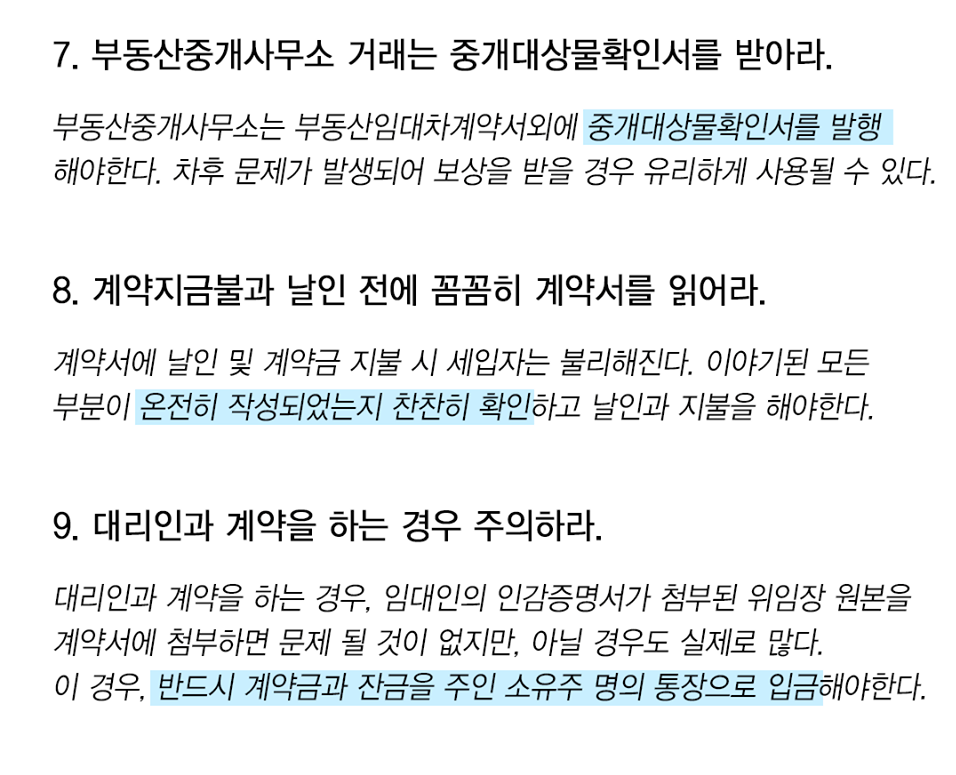 7. 부동산중개사무소 거래는 중개대상물확인서를 받아라.
부동산중개사무소는 부동산임대차계약서외에 중개대상물확인서를 발행
해야한다. 차후 문제가 발생되어 보상을 받을 경우 유리하게 사용될 수 있다.
8. 계약지금불과 날인 전에 꼼꼼히 계약서를 읽어라.
계약서에 날인 및 계약금 지불 시 세입자는 불리해진다. 이야기된 모든
부분이 온전히 작성되었는지 찬찬히 확인하고 날인과 지불을 해야한다.
9. 대리인과 계약을 하는 경우 주의하라.
대리인과 계약을 하는 경우, 임대인의 인감증명서가 첨부된 위임장 원본을
계약서에 첨부하면 문제 될 것이 없지만, 아닐 경우도 실제로 많다.
이 경우, 반드시 계약금과 잔금을 주인 소유주 명의 통장으로 입금해야한다.